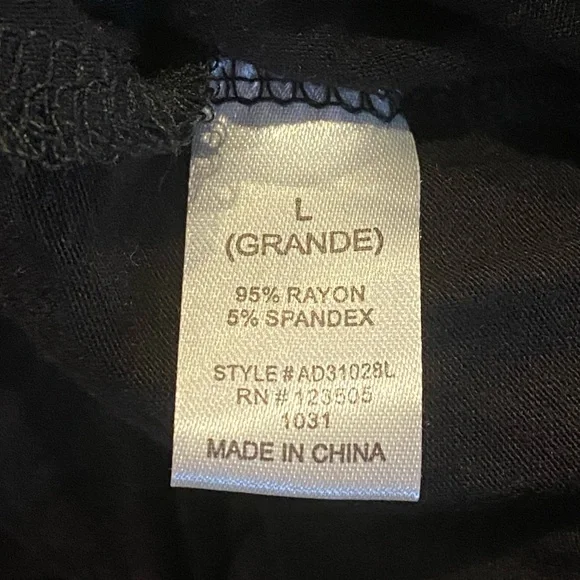 L
(GRANDE)
95% RAYON
5% SPANDEX
STYLE#AD31028L
RN#123505
1031
MADE IN CHINA